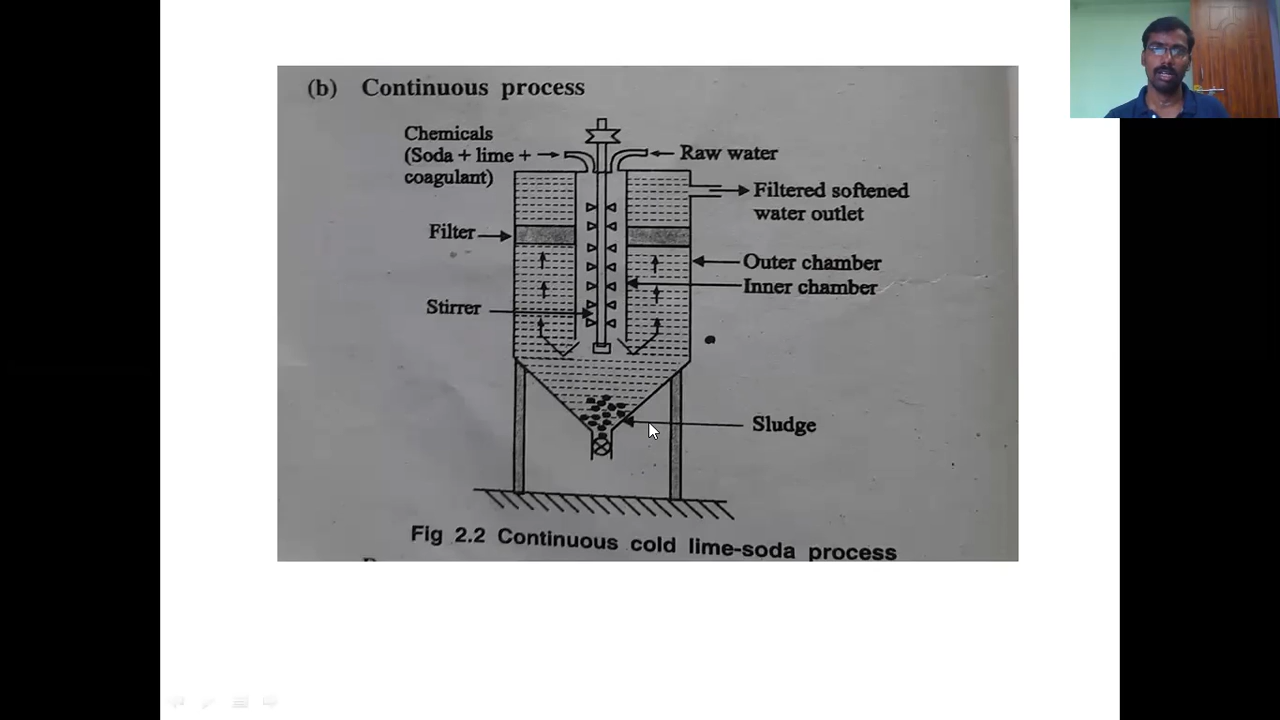 (b) Continuous process
Chemicals
(Soda + lime +
coagulant)
Raw water
Filtered softened
water outlet
Filter
Outer chamber
Inner chamber
Stirrer
Sludge
Fig 2.2 Continuous cold lime-soda process